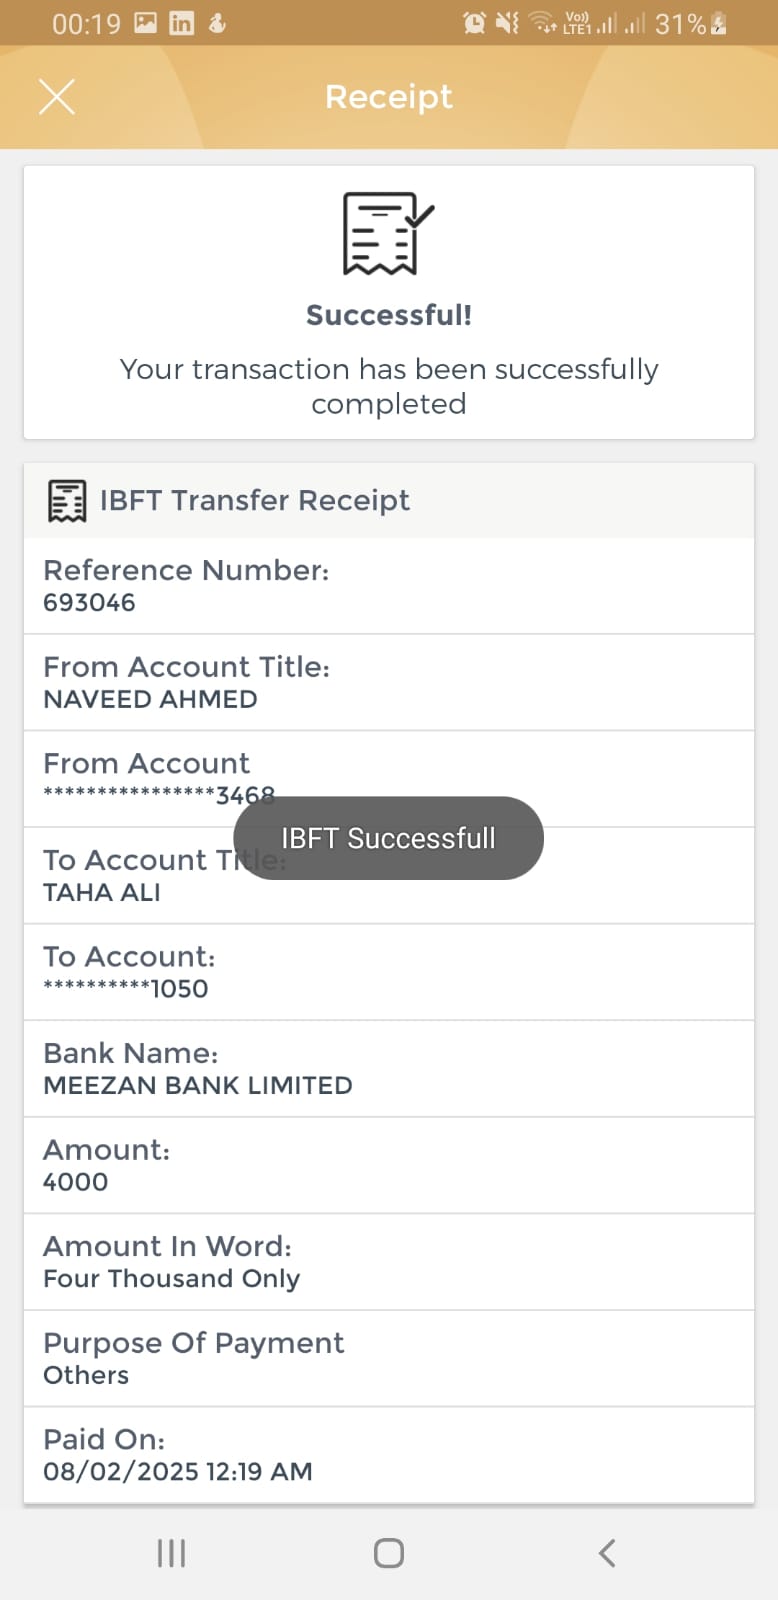 00:19 in Vo)) LTE1 31%
Receipt
Successful!
Your transaction has been successfully
completed
IBFT Transfer Receipt
Reference Number:
693046
From Account Title:
NAVEED AHMED
From Account
****************3468
IBFT Successfull
To Account Title:
TAHA ALI
To Account:
**********1050
Bank Name:
MEEZAN BANK LIMITED
Amount:
4000
Amount In Word:
Four Thousand Only
Purpose Of Payment
Others
Paid On:
08/02/2025 12:19 AM